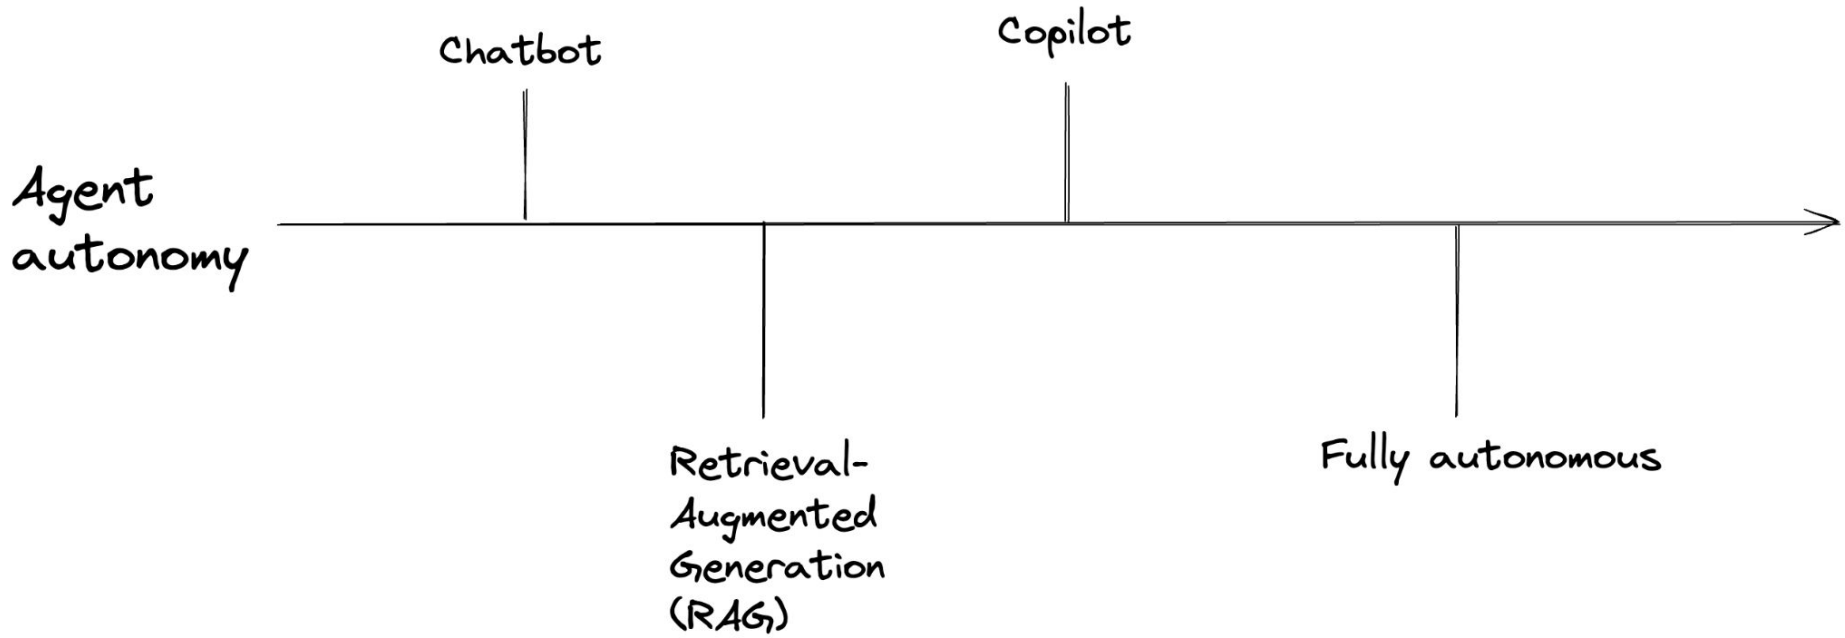 Chatbot
Copilot
Agent
autonomy
Retrieval-
Augmented
Generation
(RAG)
Fully autonomous